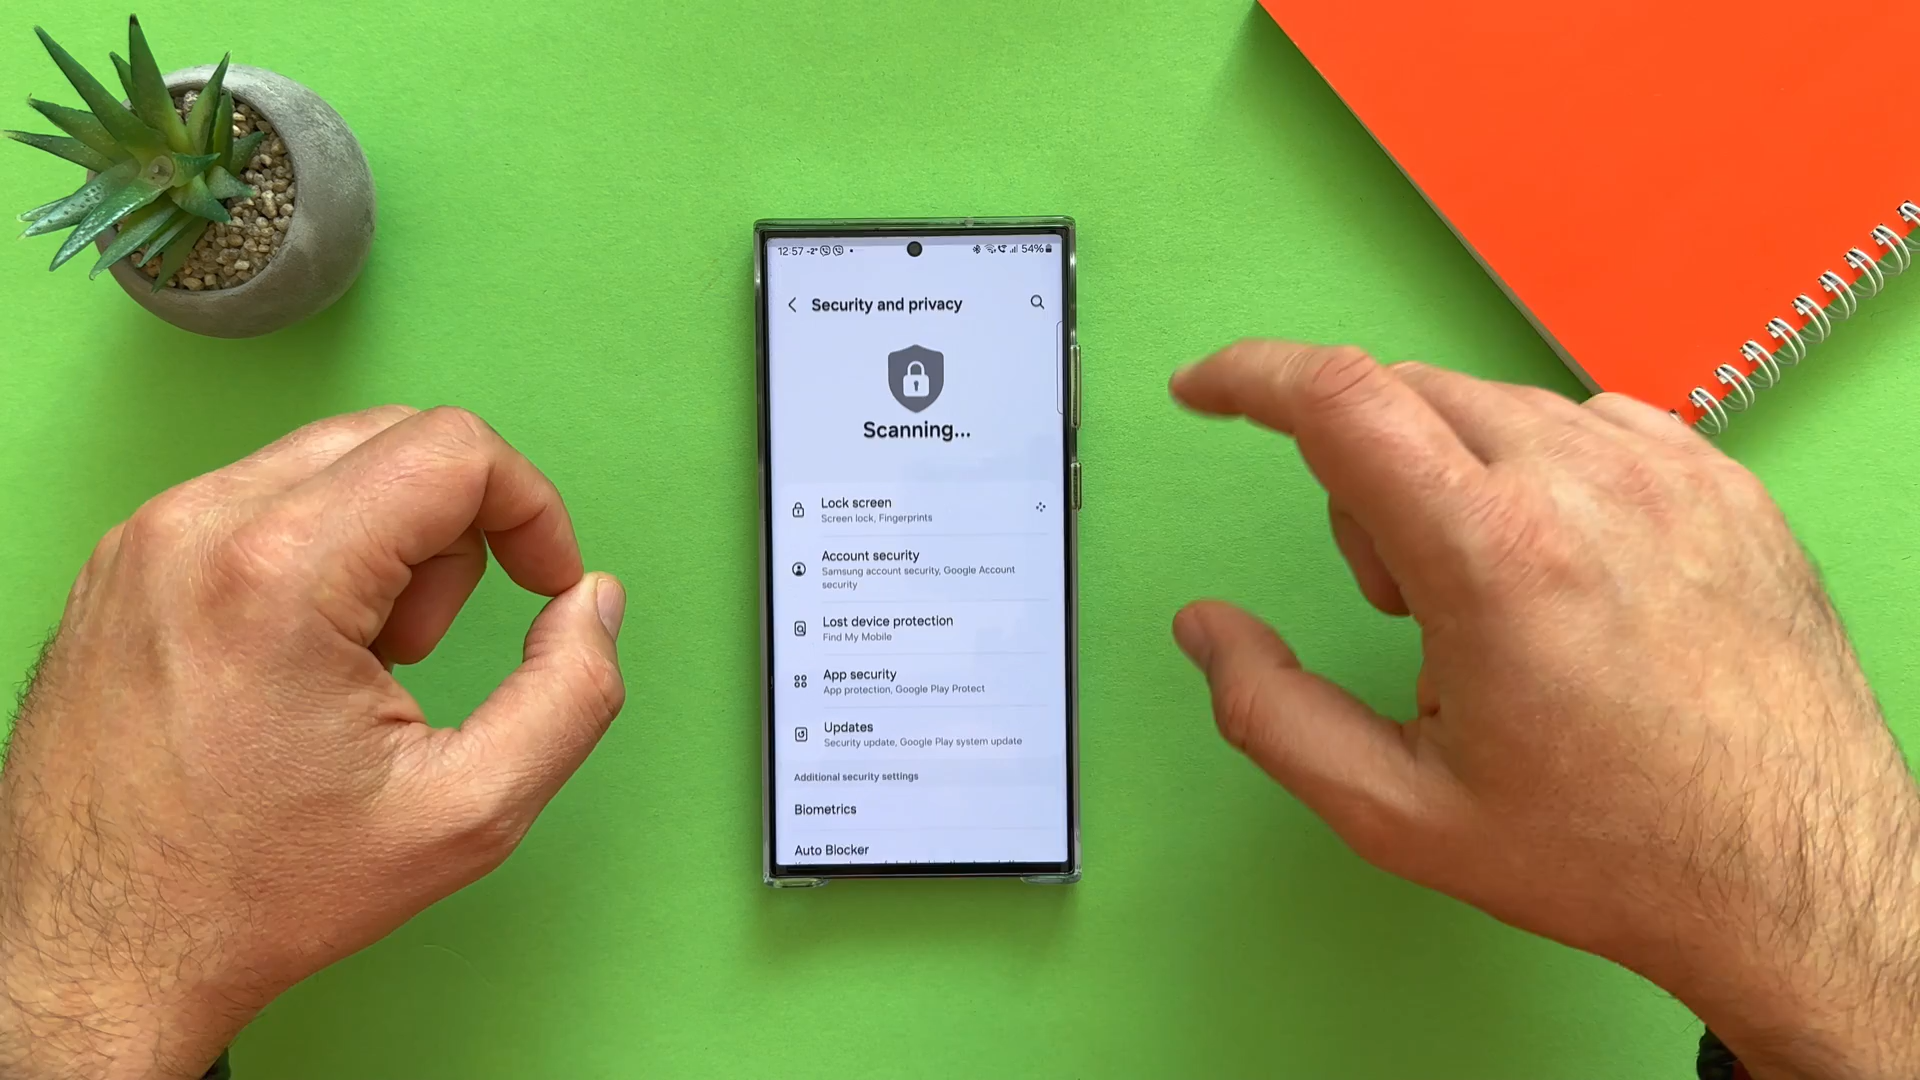 12:57 -2°
54%
Security and privacy
Scanning...
Lock screen
Screen lock, Fingerprints
Account security
Samsung account security, Google Account
security
Lost device protection
Find My Mobile
App security
App protection, Google Play Protect
Updates
Security update, Google Play system update
Additional security settings
Biometrics
Auto Blocker